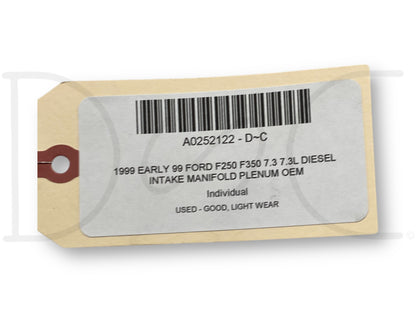 A0252122 - D~C
1999 EARLY 99 FORD F250 F350 7.3 7.3L DIESEL
INTAKE MANIFOLD PLENUM OEM
Individual
USED - GOOD, LIGHT WEAR